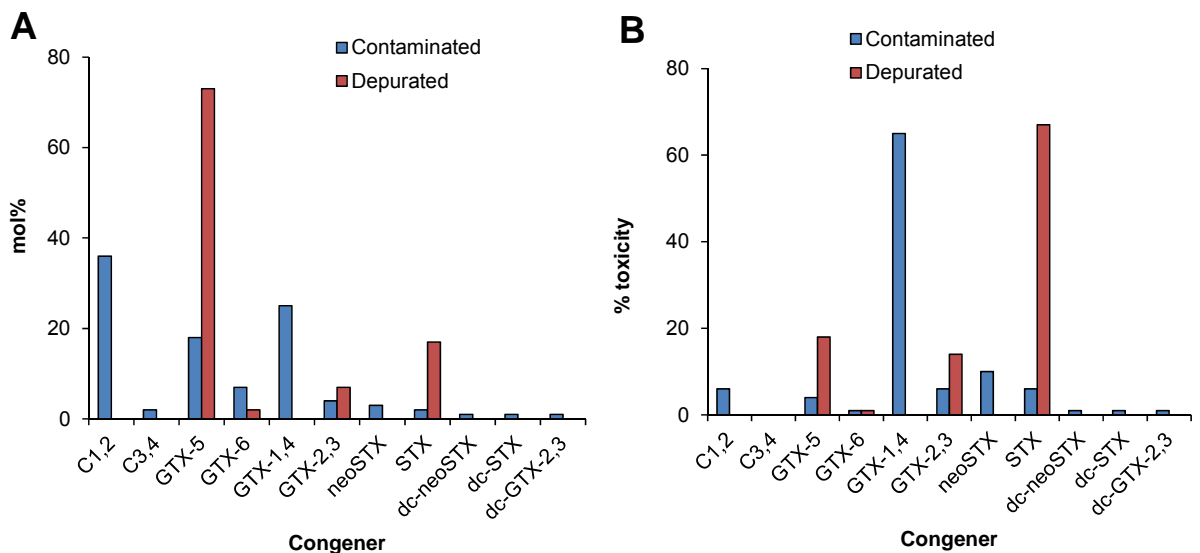 A
Contaminated
Depurated
80
60
40
20
0
mol%
C1,2
C3,4
GTX-5
GTX-6
GTX-1,4
GTX-2,3
neoSTX
STX
dc-neoSTX
dc-STX
dc-GTX-2,3
Congener
B
Contaminated
Depurated
80
60
40
20
0
% toxicity
C1,2
C3,4
GTX-5
GTX-6
GTX-1,4
GTX-2,3
neoSTX
STX
dc-neoSTX
dc-STX
dc-GTX-2,3
Congener